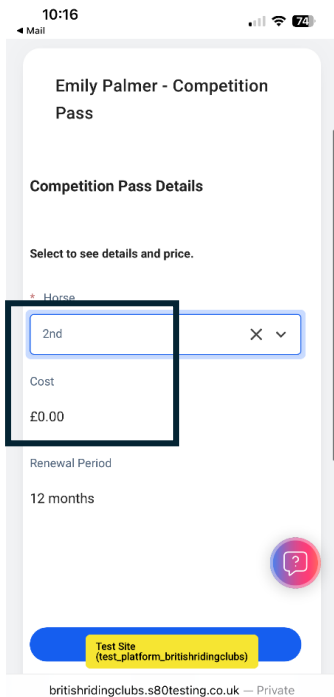 10:16
74
◀ Mail
Emily Palmer - Competition
Pass
Competition Pass Details
Select to see details and price.
* Horse
2nd
Cost
£0.00
Renewal Period
12 months
?
Test Site
(test_platform_britishridingclubs)
britishridingclubs.s80testing.co.uk — Private